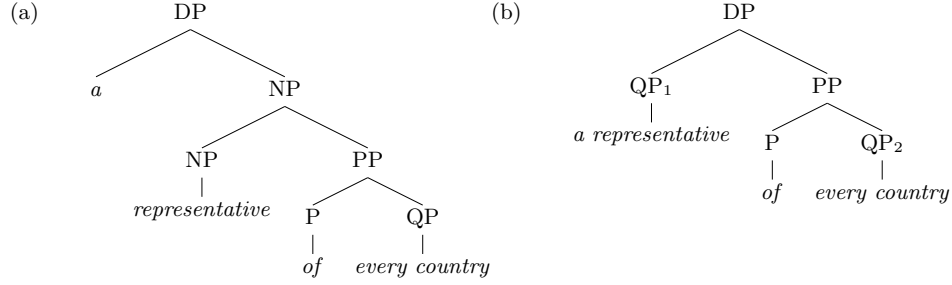 (a)
DP
a
NP
NP
PP
representative
P
QP
of
every country
(b)
DP
QP₁
PP
a representative
P
QP₂
of
every country